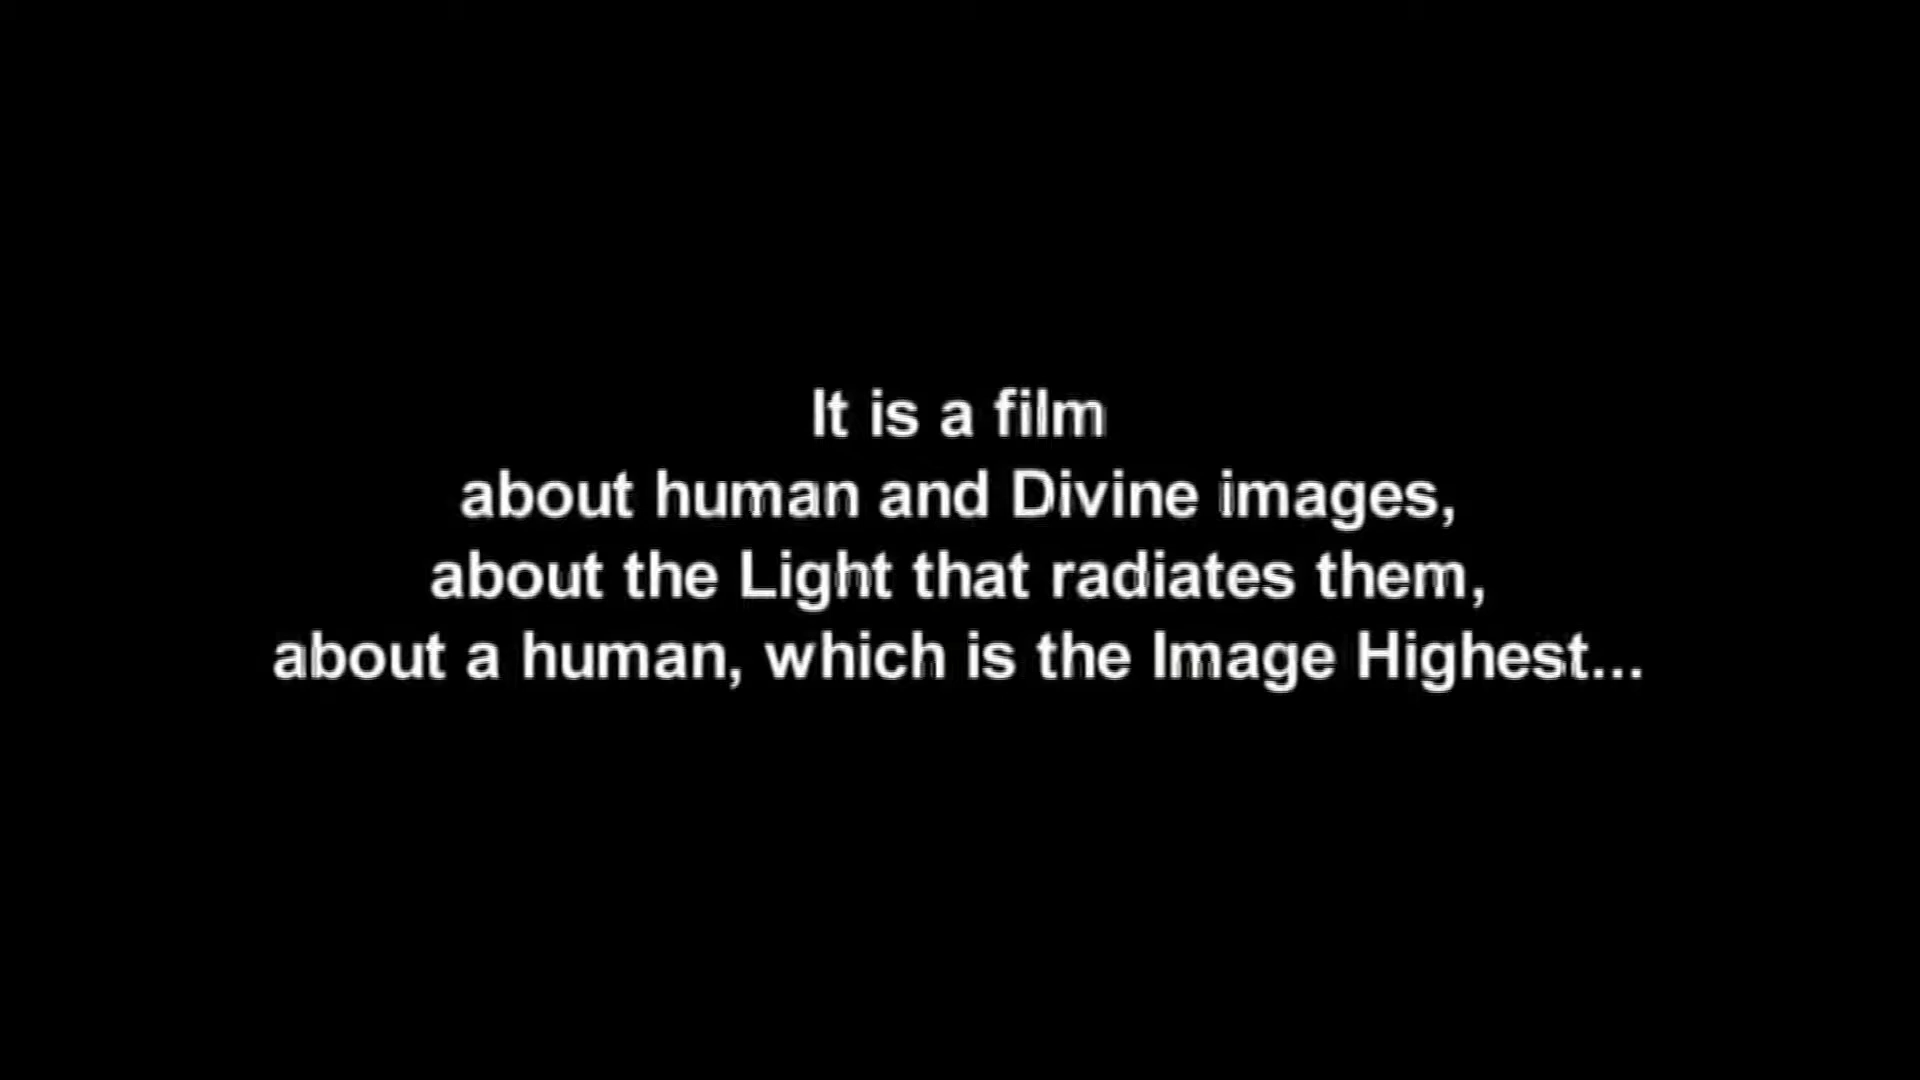 It is a film
about human and Divine images,
about the Light that radiates them,
about a human, which is the Image Highest...